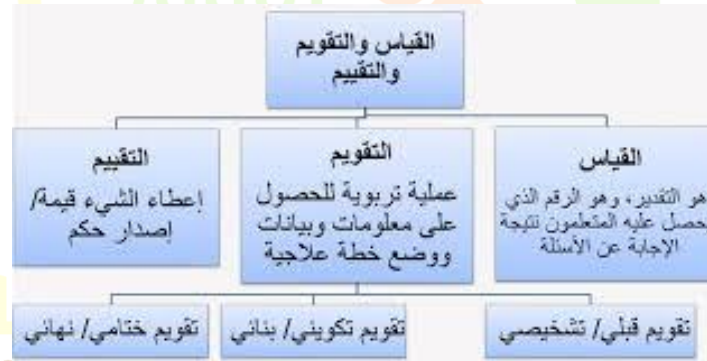 القياس والتقويم
والتقييم
القياس
هو التقدير، وهو الرقم الذي
يحصل عليه المتعلمون نتيجة
الإجابة عن الأسئلة
التقويم
عملية تربوية للحصول
على معلومات وبيانات
ووضع خطة علاجية
التقييم
إعطاء الشيء قيمة/
إصدار حكم
تقويم قبلي/ تشخيصي
تقويم تكويني/ بنائي
تقويم ختامي/ نهائي